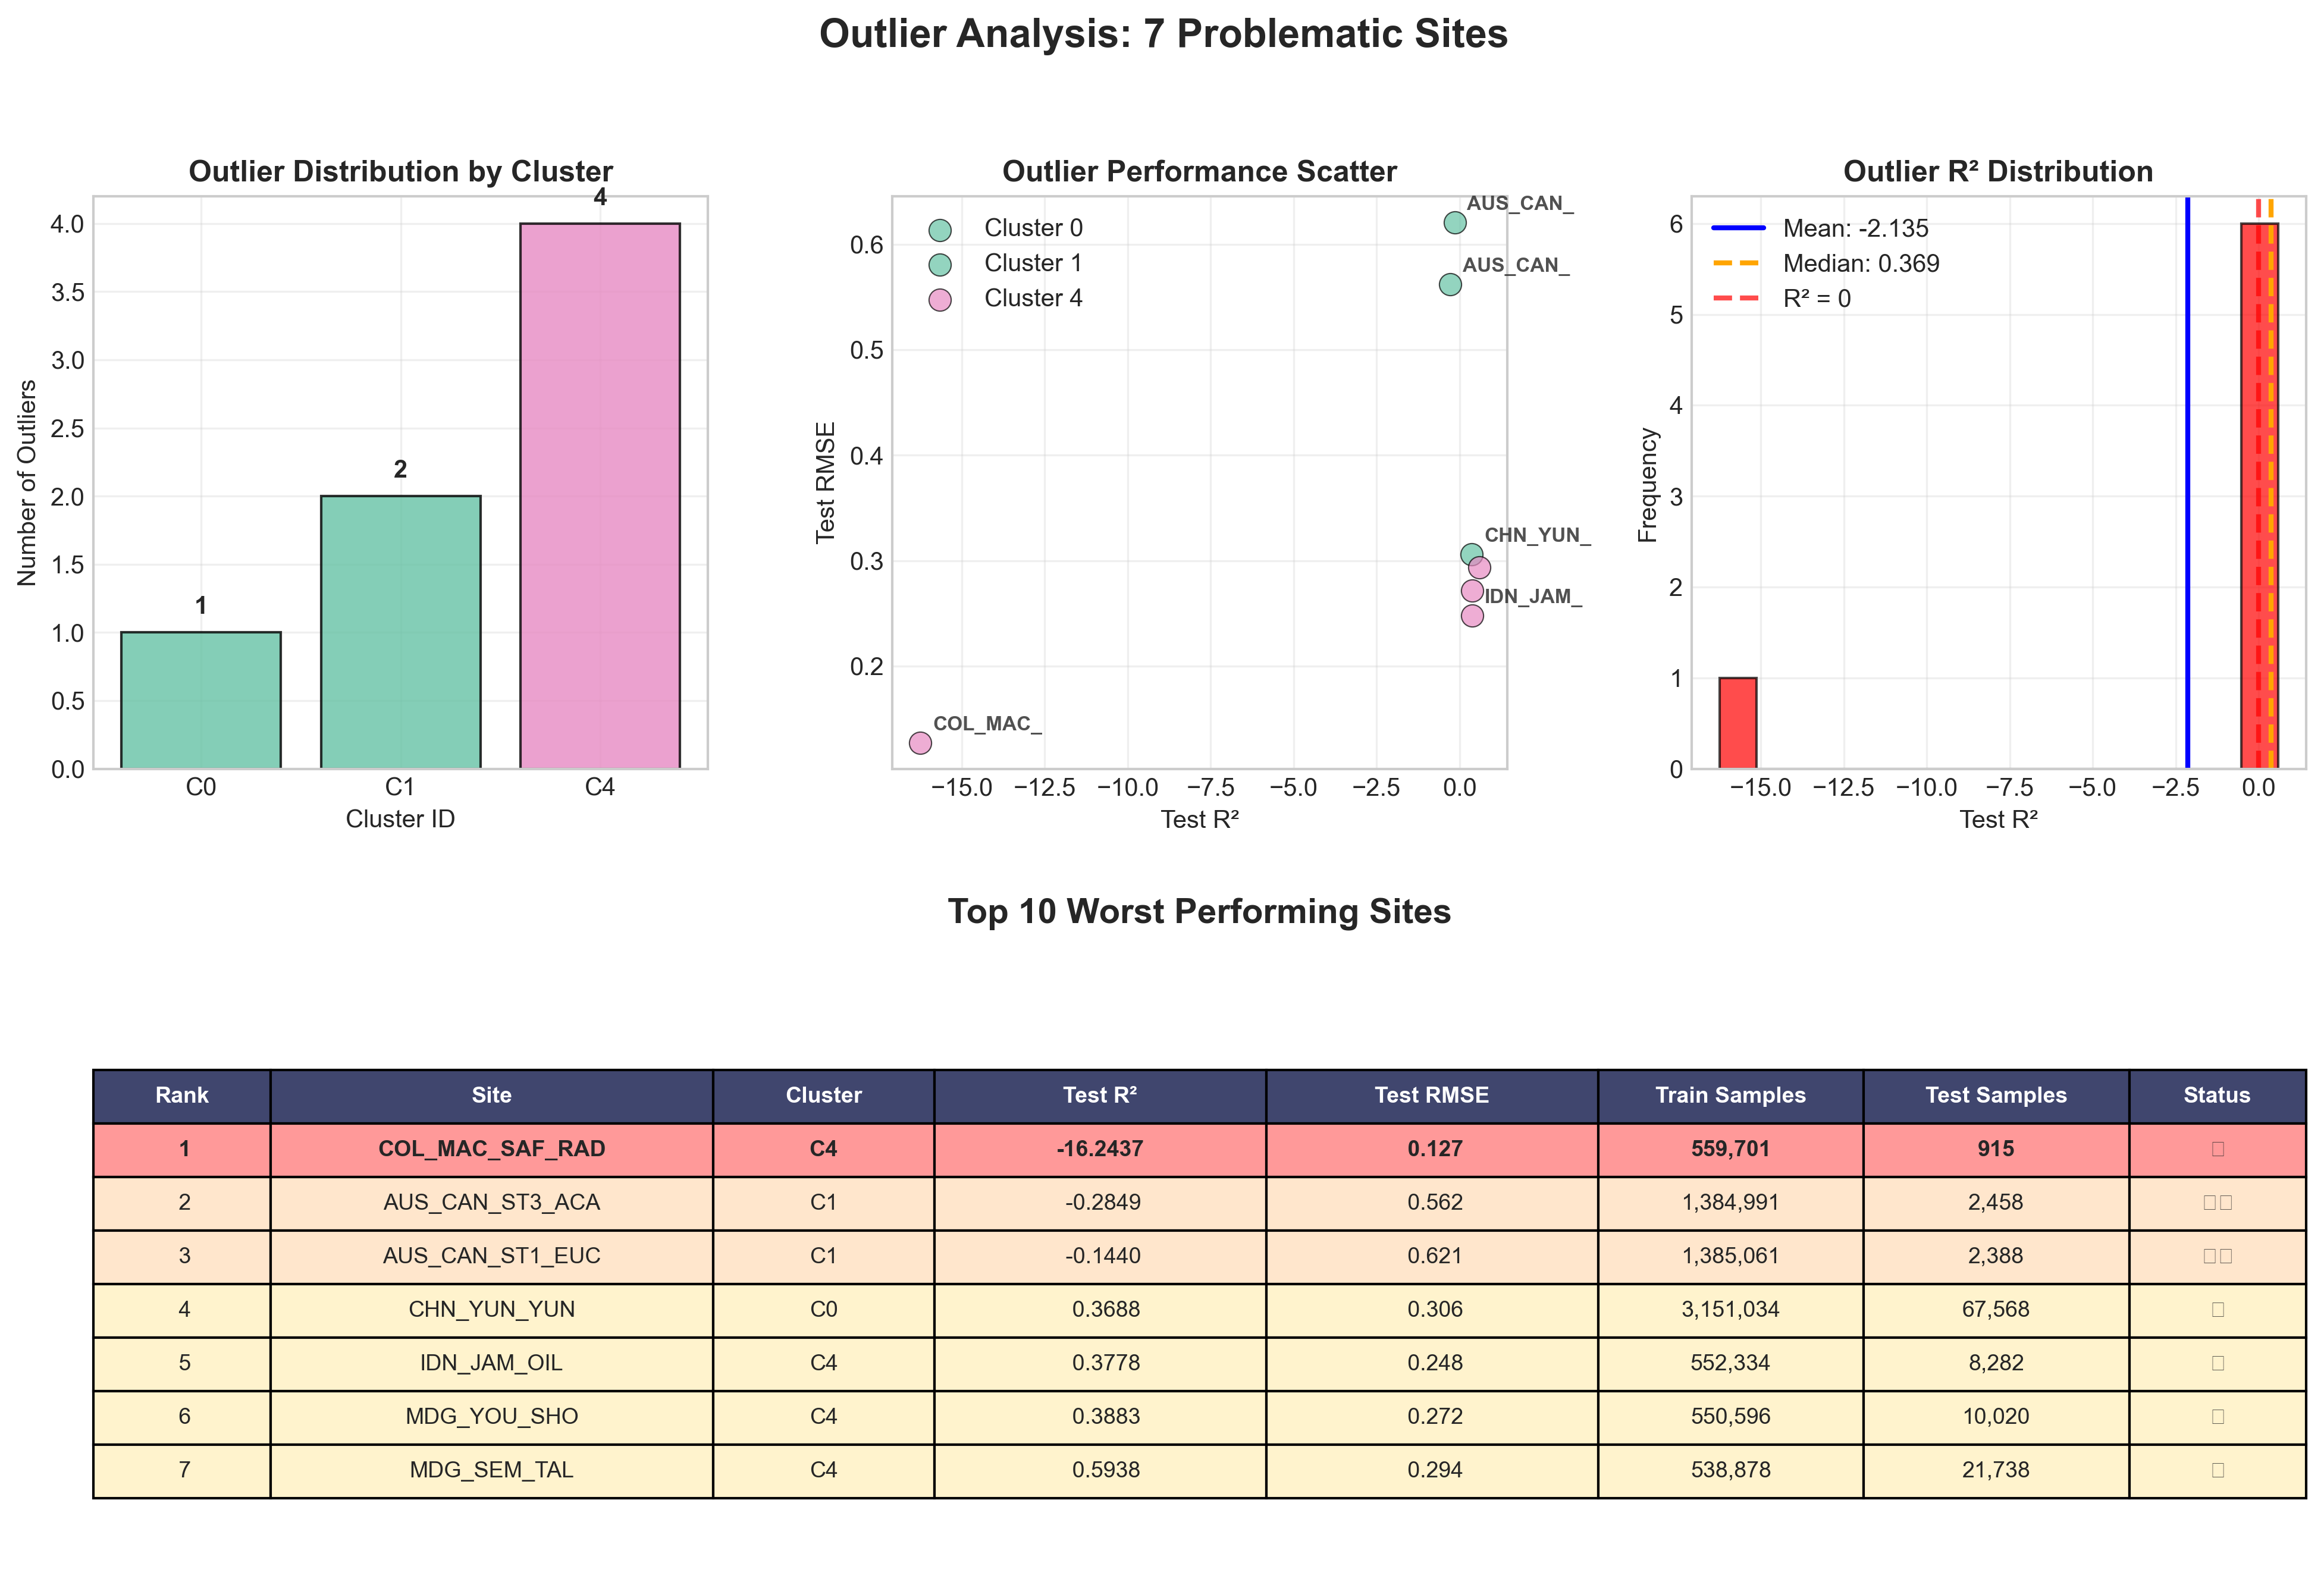 Outlier Analysis: 7 Problematic Sites
Outlier Distribution by Cluster
Number of Outliers
4.0
3.5
3.0
2.5
2.0
1.5
1.0
0.5
0.0
1
2
4
C0 C1 C4
Cluster ID
Outlier Performance Scatter
Cluster 0
Cluster 1
Cluster 4
Test RMSE
0.6
0.5
0.4
0.3
0.2
AUS_CAN_
AUS_CAN_
CHN_YUN_
IDN_JAM_
COL_MAC_
−15.0 −12.5 −10.0 −7.5 −5.0 −2.5 0.0
Test R²
Outlier R² Distribution
Mean: -2.135
Median: 0.369
R² = 0
Frequency
6
5
4
3
2
1
0
−15.0 −12.5 −10.0 −7.5 −5.0 −2.5 0.0
Test R²
Top 10 Worst Performing Sites
Rank Site Cluster Test R² Test RMSE Train Samples Test Samples Status
1 COL_MAC_SAF_RAD C4 -16.2437 0.127 559,701 915
2 AUS_CAN_ST3_ACA C1 -0.2849 0.562 1,384,991 2,458
3 AUS_CAN_ST1_EUC C1 -0.1440 0.621 1,385,061 2,388
4 CHN_YUN_YUN C0 0.3688 0.306 3,151,034 67,568
5 IDN_JAM_OIL C4 0.3778 0.248 552,334 8,282
6 MDG_YOU_SHO C4 0.3883 0.272 550,596 10,020
7 MDG_SEM_TAL C4 0.5938 0.294 538,878 21,738